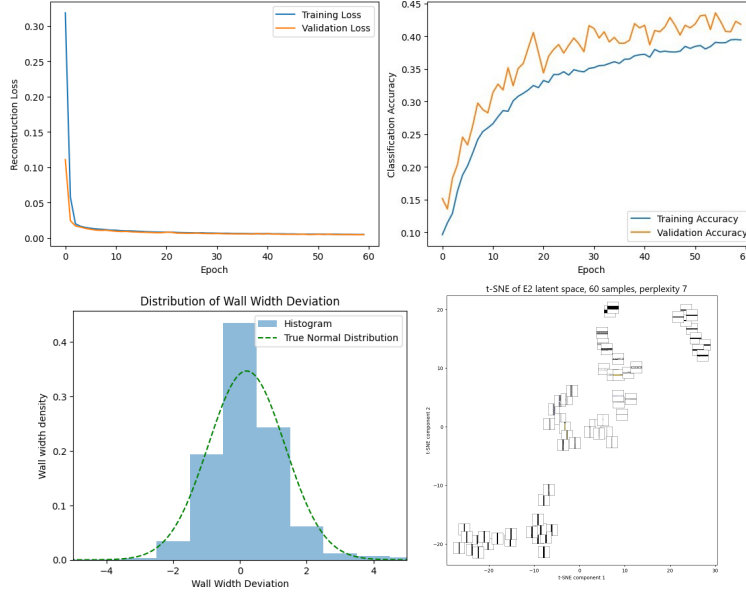 Training Loss
Validation Loss
Reconstruction Loss
0.30
0.25
0.20
0.15
0.10
0.05
0.00
0 10 20 30 40 50 60
Epoch
Classification Accuracy
0.45
0.40
0.35
0.30
0.25
0.20
0.15
0.10
Training Accuracy
Validation Accuracy
0 10 20 30 40 50 60
Epoch
Distribution of Wall Width Deviation
Histogram
True Normal Distribution
Wall width density
0.4
0.3
0.2
0.1
0.0
−4 −2 0 2 4
Wall Width Deviation
t-SNE of E2 latent space, 60 samples, perplexity 7
t-SNE component 2
20
10
0
−10
−20
−20 −10 0 10 20 30
t-SNE component 1